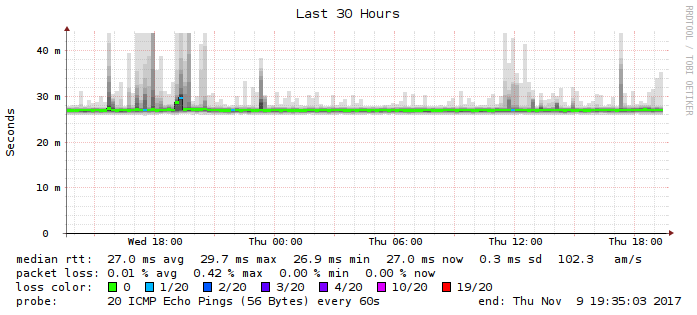 Last 30 Hours
RRDTOOL / TOBI OETIKER
Seconds
40 m
30 m
20 m
10 m
0
Wed 18:00 Thu 00:00 Thu 06:00 Thu 12:00 Thu 18:00
median rtt: 27.0 ms avg 29.7 ms max 26.9 ms min 27.0 ms now 0.3 ms sd 102.3 am/s
packet loss: 0.01 % avg 0.42 % max 0.00 % min 0.00 % now
loss color: 0 1/20 2/20 3/20 4/20 10/20 19/20
probe: 20 ICMP Echo Pings (56 Bytes) every 60s end: Thu Nov 9 19:35:03 2017